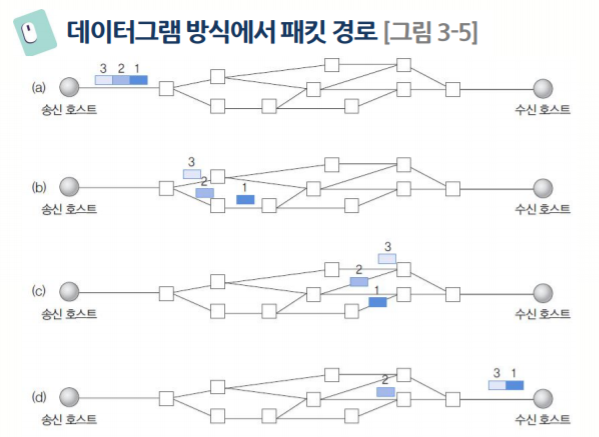 데이터그램 방식에서 패킷 경로 [그림 3-5]
3 2 1
(a)
송신 호스트 수신 호스트
3
(b) 2 1
송신 호스트 수신 호스트
3
2
(c) 1
송신 호스트 수신 호스트
3 1
(d) 2
송신 호스트 수신 호스트